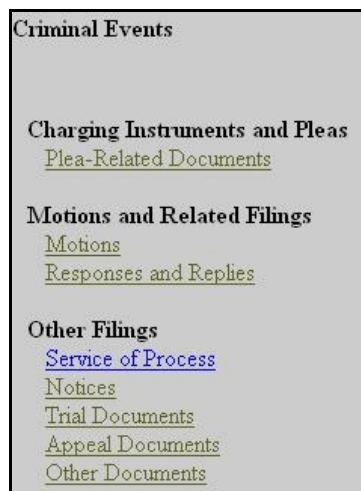 Criminal Events
Charging Instruments and Pleas
Plea-Related Documents
Motions and Related Filings
Motions
Responses and Replies
Other Filings
Service of Process
Notices
Trial Documents
Appeal Documents
Other Documents